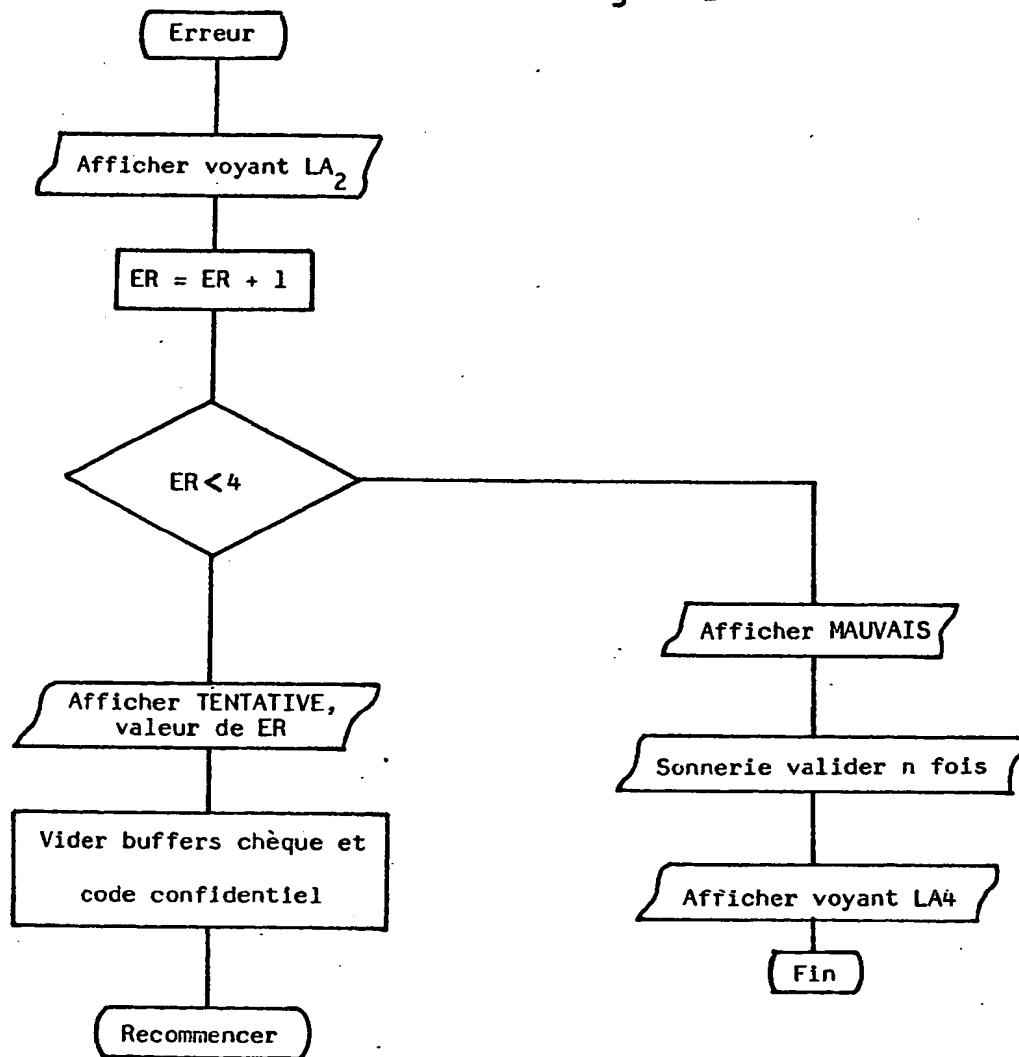 Erreur
Afficher voyant LA2
ER = ER + 1
ER < 4
Afficher TENTATIVE,
valeur de ER
Vider buffers chèque et
code confidentiel
Recommencer
Afficher MAUVAIS
Sonnerie valider n fois
Afficher voyant LA4
Fin